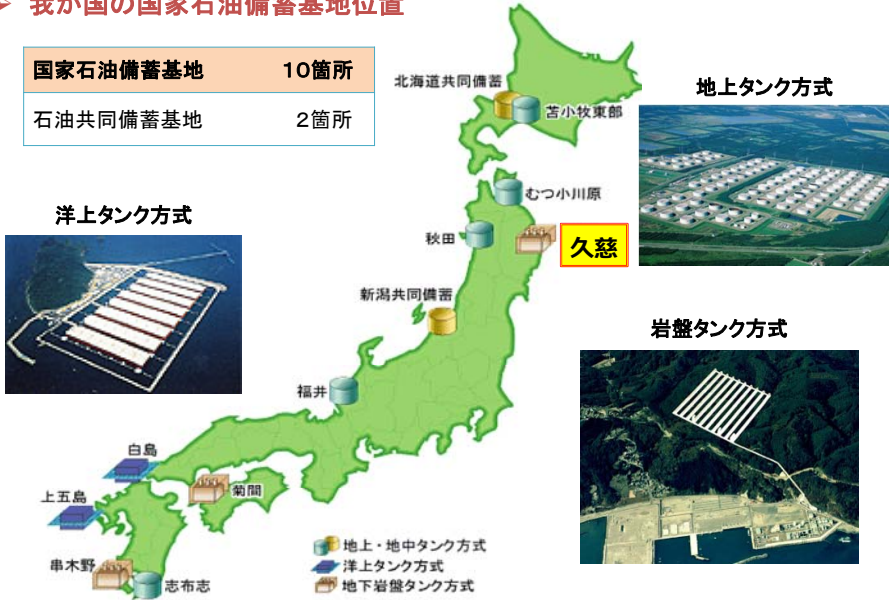 我が国の国家石油備蓄基地位置
国家石油備蓄基地 10箇所
石油共同備蓄基地 2箇所
北海道共同備蓄
苫小牧東部
地上タンク方式
むつ小川原
洋上タンク方式
秋田
久慈
新潟共同備蓄
岩盤タンク方式
福井
白島
菊間
上五島
串木野
志布志
地上・地中タンク方式
洋上タンク方式
地下岩盤タンク方式